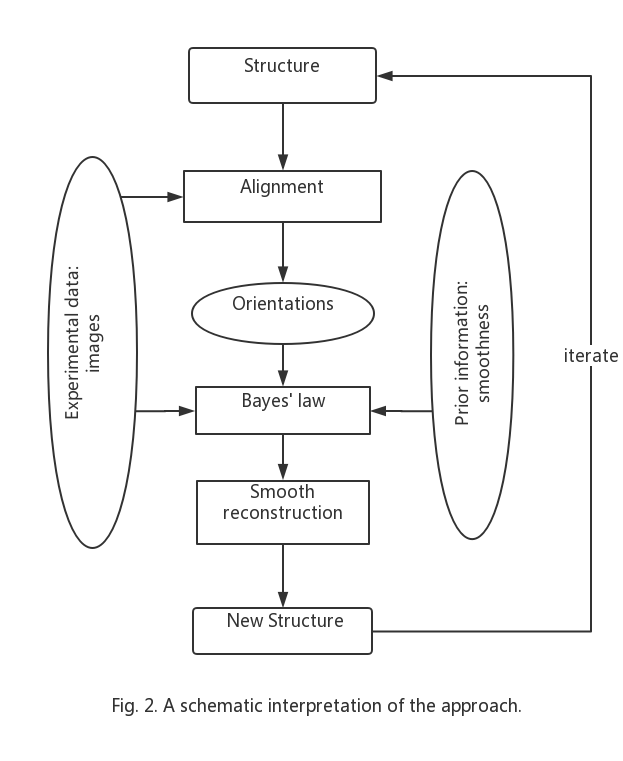 Structure
Alignment
Orientations
Experimental data:
images
Prior information:
smoothness
iterate
Bayes' law
Smooth
reconstruction
New Structure
Fig. 2. A schematic interpretation of the approach.